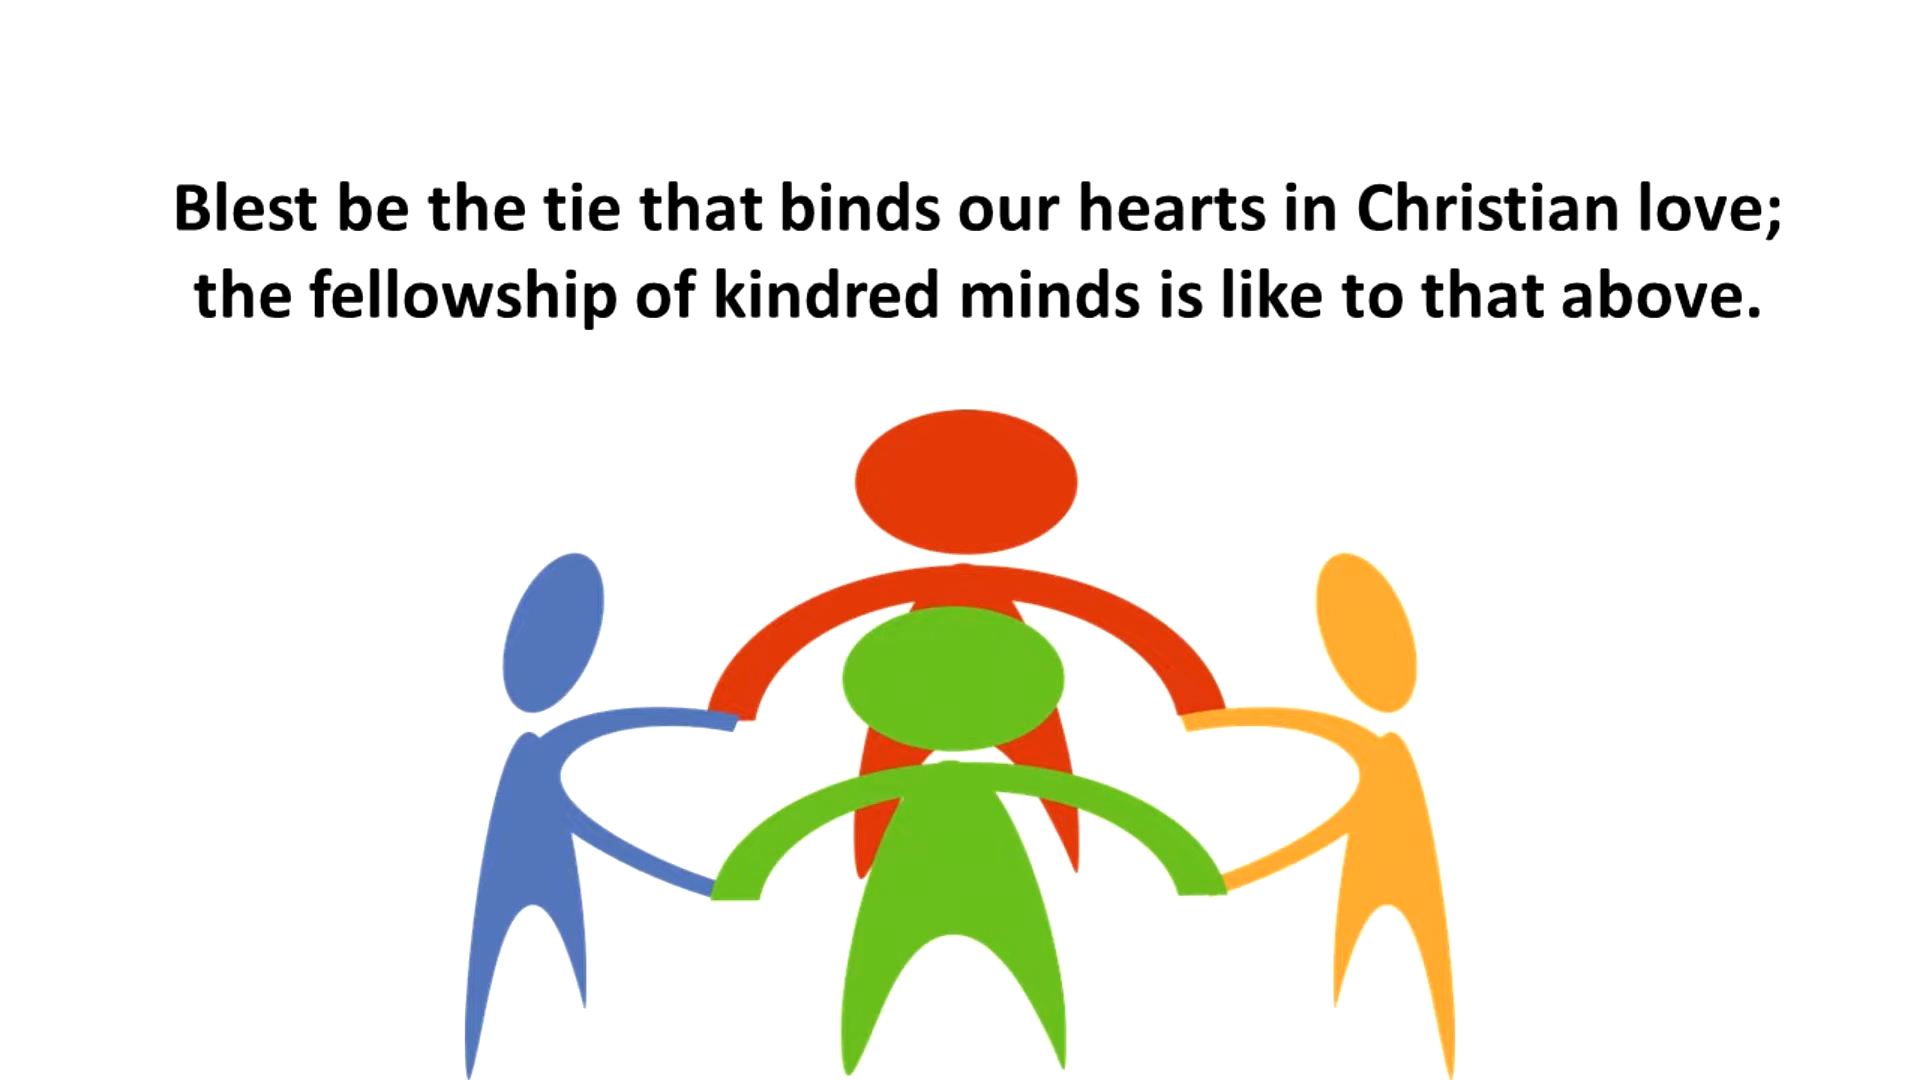 Blest be the tie that binds our hearts in Christian love;
the fellowship of kindred minds is like to that above.